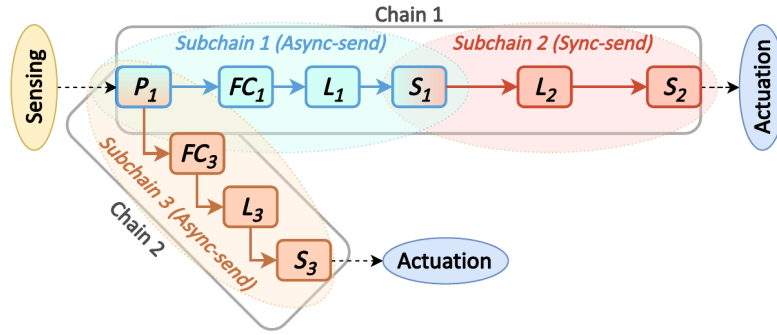 Chain 1
Subchain 1 (Async-send)
Subchain 2 (Sync-send)
Sensing
P1
FC1
L1
S1
L2
S2
Actuation
FC3
Subchain 3 (Async-send)
L3
Chain 2
S3
Actuation